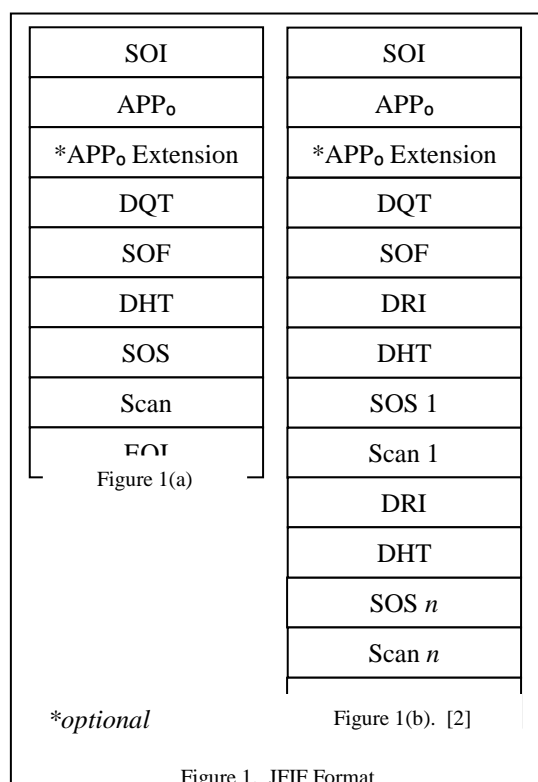 SOI
APP₀
*APP₀ Extension
DQT
SOF
DHT
SOS
Scan
EOI
Figure 1(a)
SOI
APP₀
*APP₀ Extension
DQT
SOF
DRI
DHT
SOS 1
Scan 1
DRI
DHT
SOS n
Scan n
*optional
Figure 1(b). [2]
Figure 1. JFIF Format